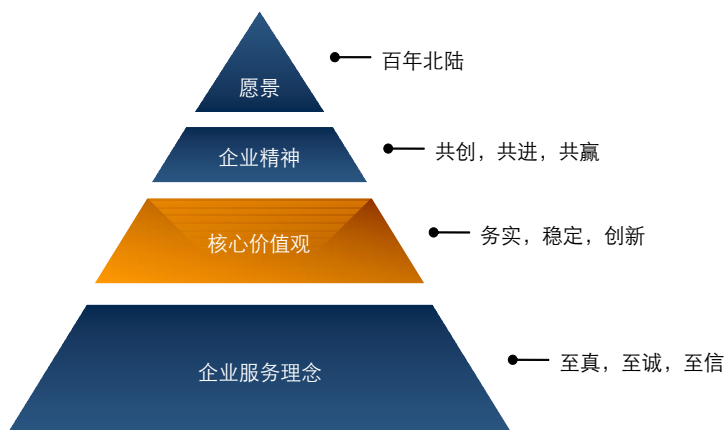 愿景
百年北陆
企业精神
共创，共进，共赢
核心价值观
务实，稳定，创新
企业服务理念
至真，至诚，至信